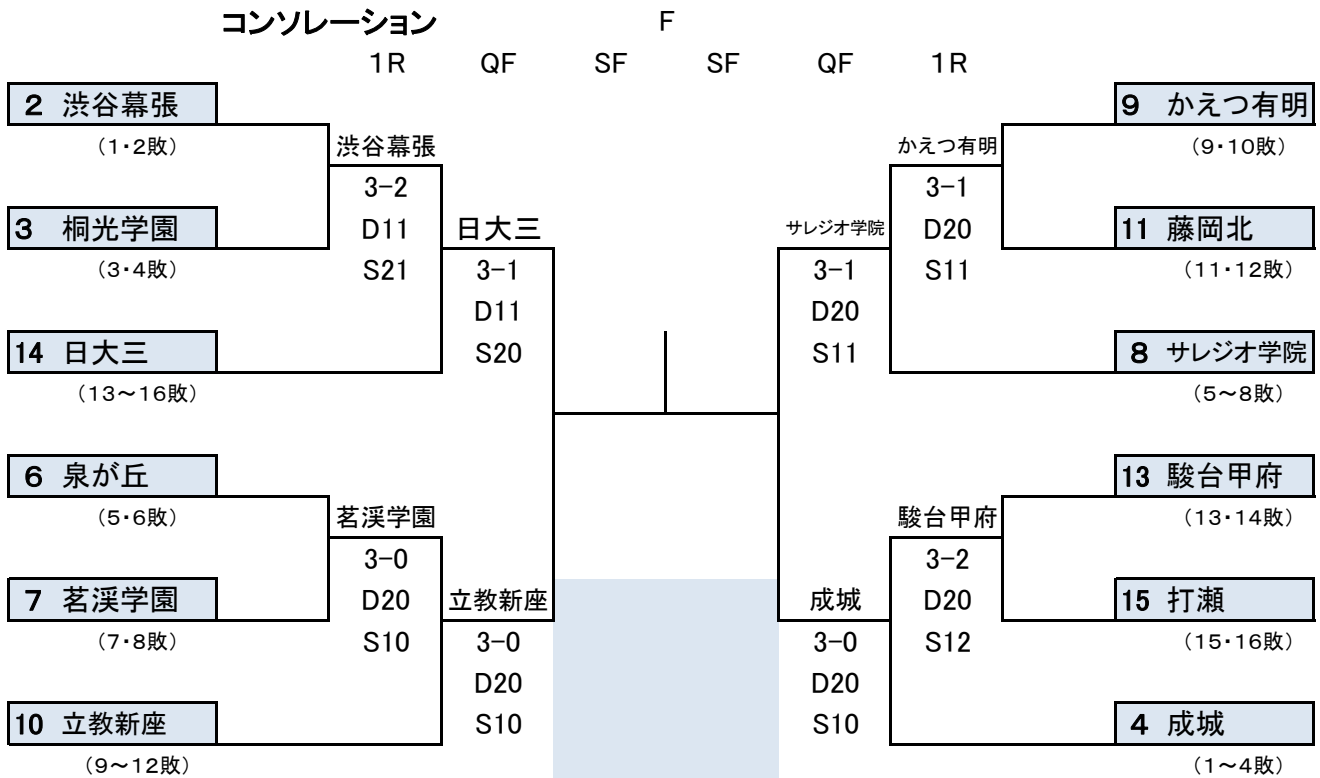 コンソレーション F
1R QF SF SF QF 1R
2 渋谷幕張
(1・2敗)
3 桐光学園
(3・4敗)
14 日大三
(13～16敗)
6 泉が丘
(5・6敗)
7 茗溪学園
(7・8敗)
10 立教新座
(9～12敗)
渋谷幕張
3-2
D11
S21
茗溪学園
3-0
D20
S10
日大三
3-1
D11
S20
立教新座
3-0
D20
S10
サレジオ学院
3-1
D20
S11
成城
3-0
D20
S10
かえつ有明
3-1
D20
S11
駿台甲府
3-2
D20
S12
9 かえつ有明
(9・10敗)
11 藤岡北
(11・12敗)
8 サレジオ学院
(5～8敗)
13 駿台甲府
(13・14敗)
15 打瀬
(15・16敗)
4 成城
(1～4敗)